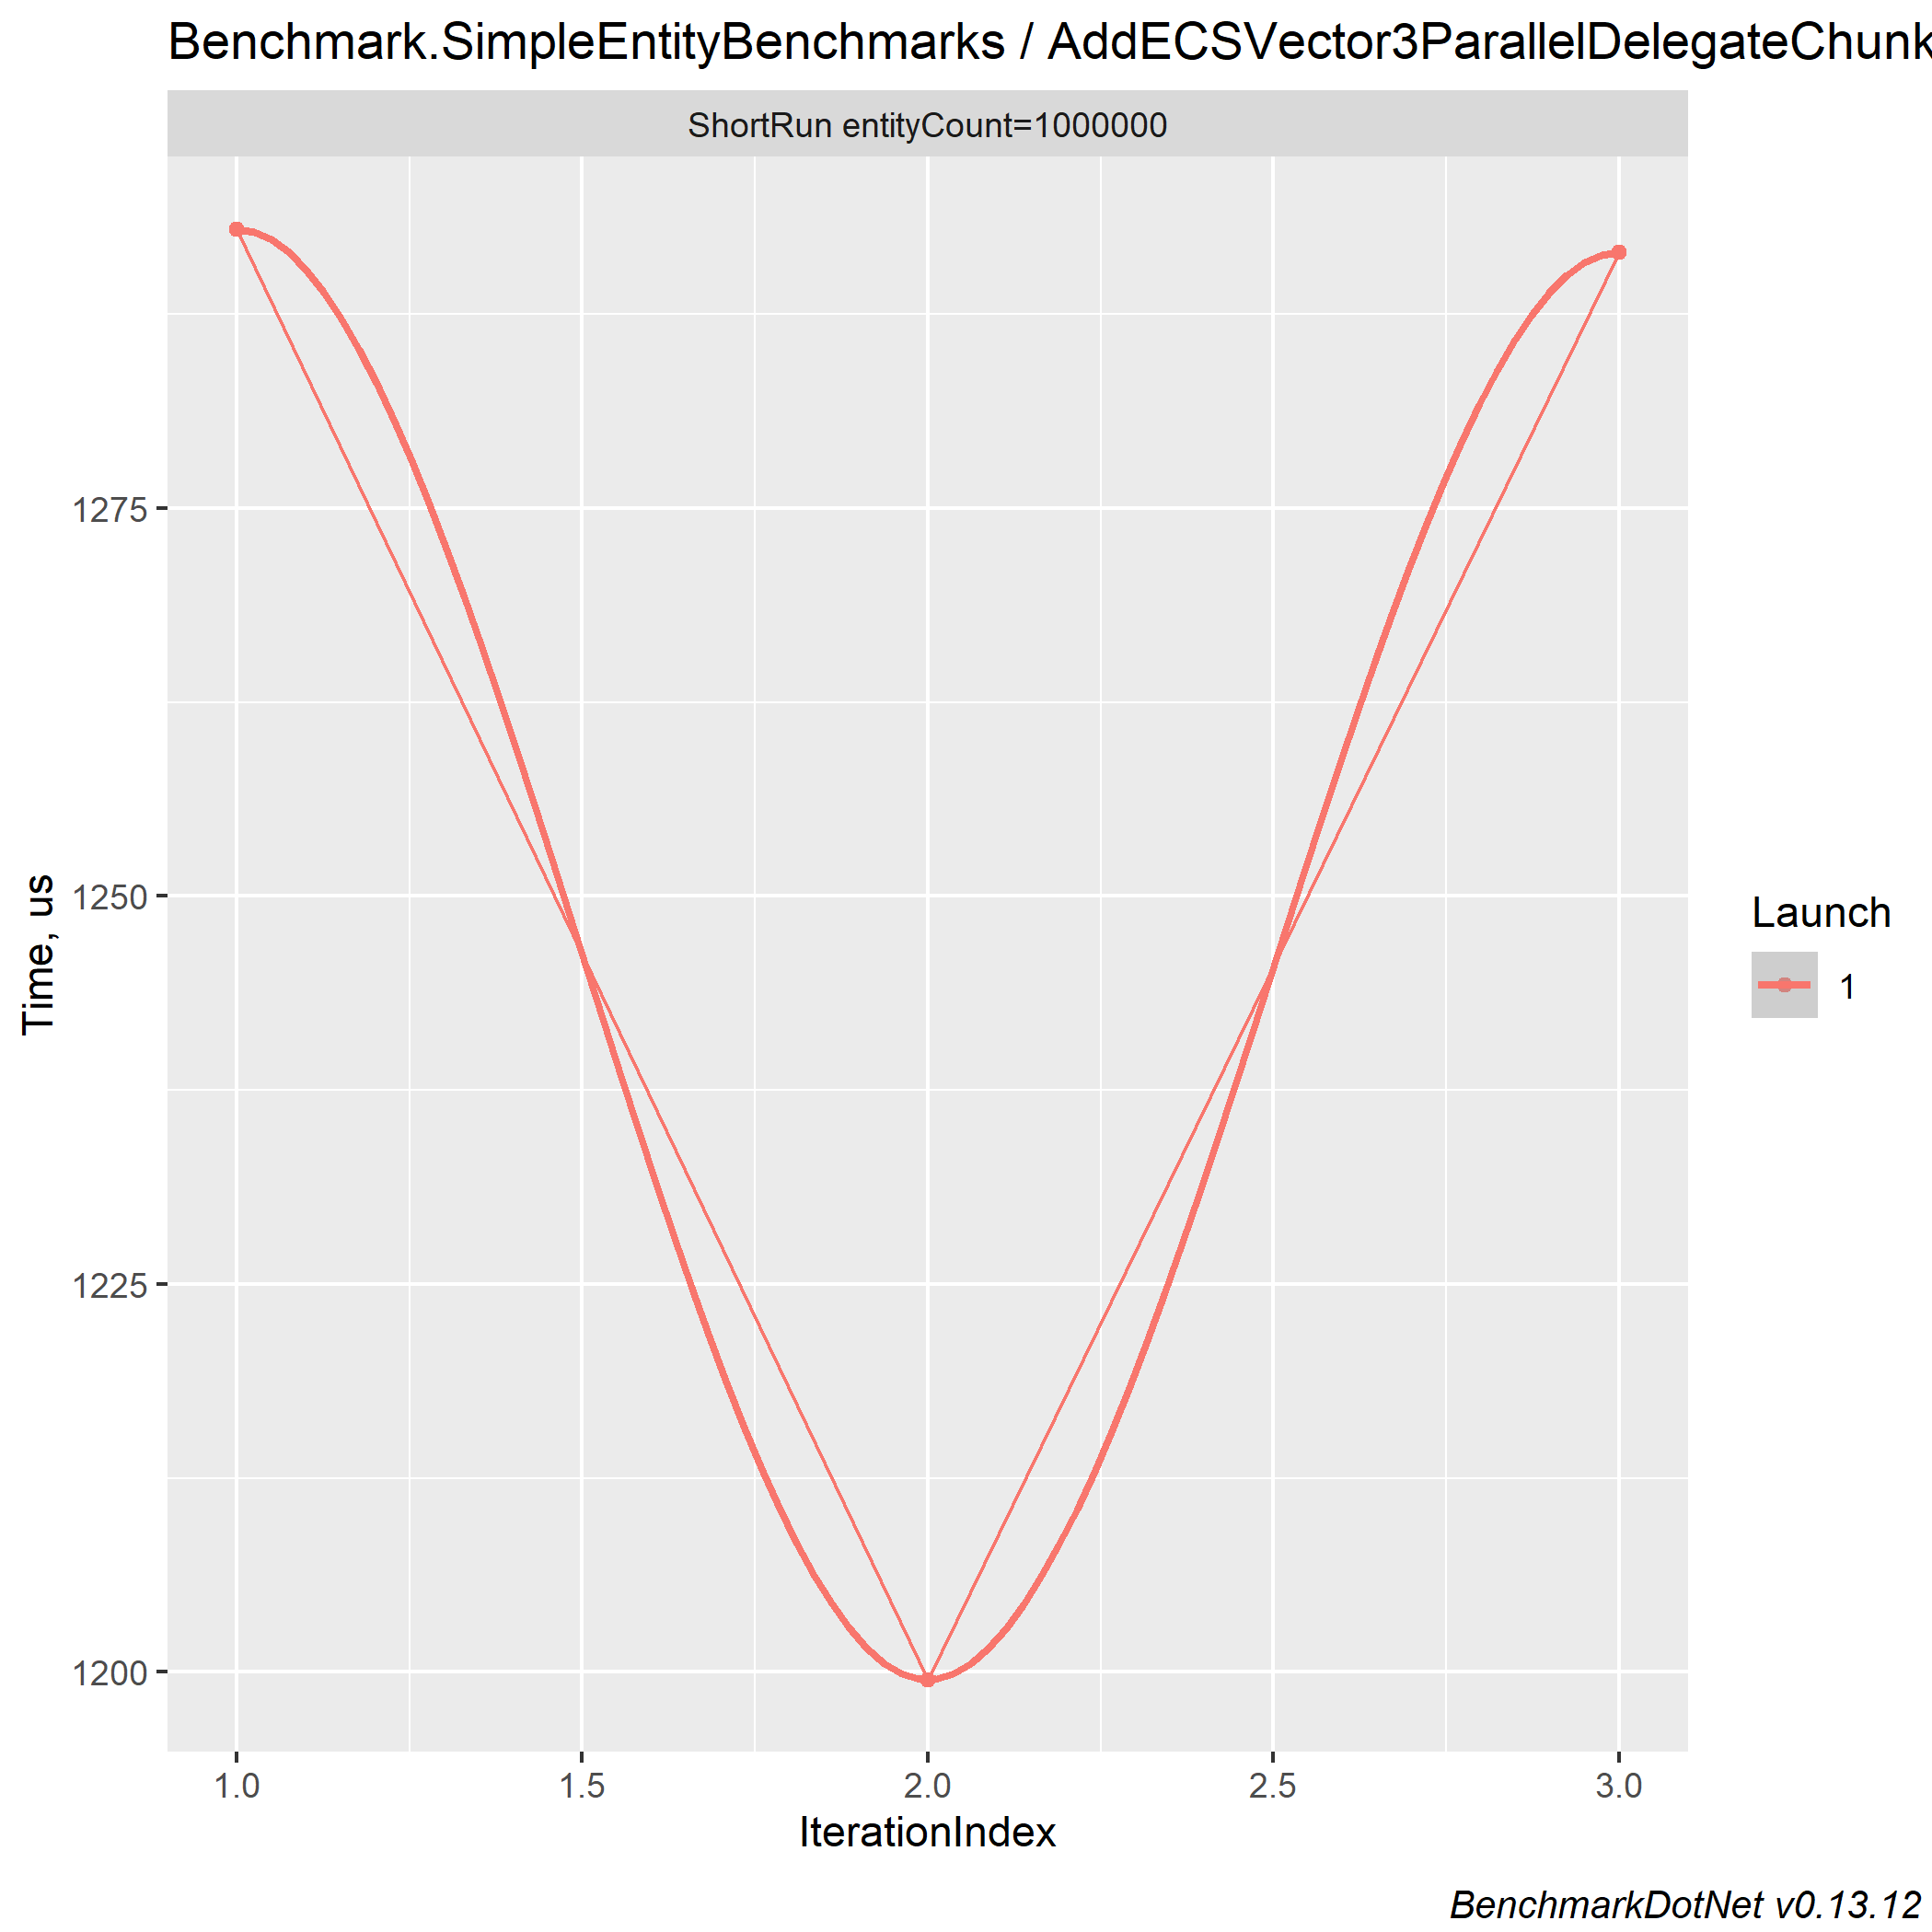 Benchmark.SimpleEntityBenchmarks / AddECSVector3ParallelDelegateChunk
ShortRun entityCount=1000000
1275
1250
1225
1200
Time, us
1.0 1.5 2.0 2.5 3.0
IterationIndex
Launch
1
BenchmarkDotNet v0.13.12